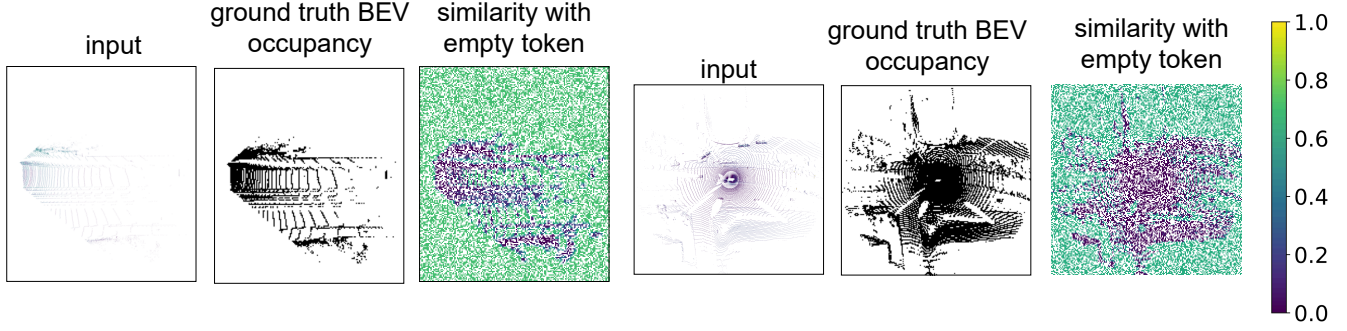 input
ground truth BEV
occupancy
similarity with
empty token
input
ground truth BEV
occupancy
similarity with
empty token
1.0
0.8
0.6
0.4
0.2
0.0